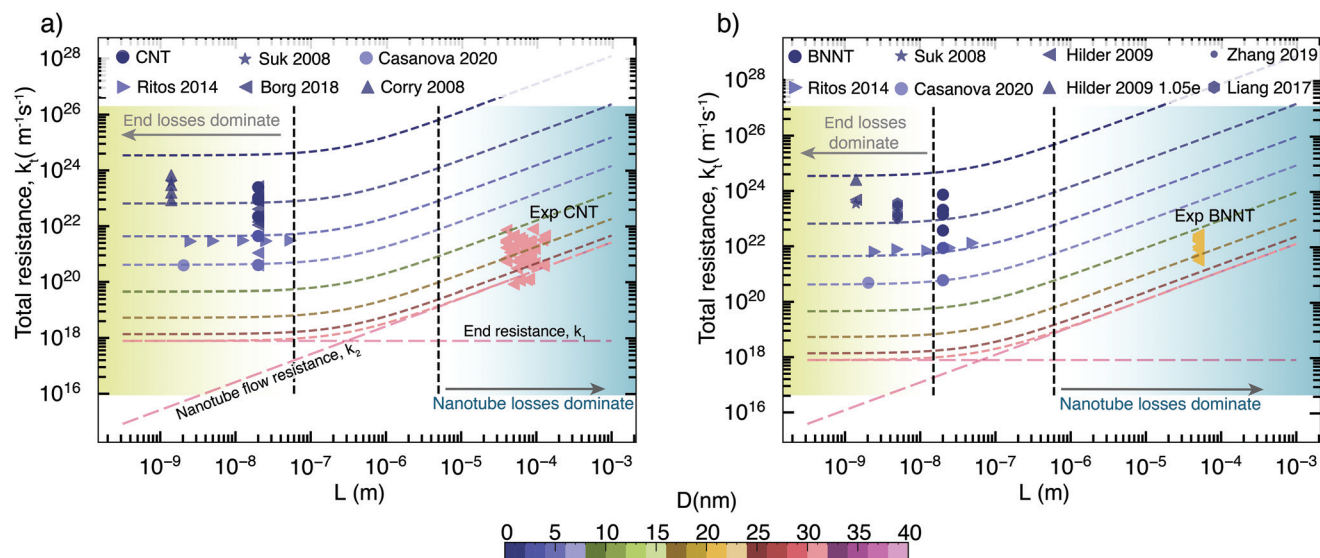 a)
CNT
Suk 2008
Casanova 2020
Ritos 2014
Borg 2018
Corry 2008
End losses dominate
Exp CNT
End resistance, k1
Nanotube flow resistance, k2
Nanotube losses dominate
Total resistance, kt( m⁻¹s⁻¹)
10²⁸
10²⁶
10²⁴
10²²
10²⁰
10¹⁸
10¹⁶
10⁻⁹ 10⁻⁸ 10⁻⁷ 10⁻⁶ 10⁻⁵ 10⁻⁴ 10⁻³
L (m)
b)
BNNT
Suk 2008
Hilder 2009
Zhang 2019
Ritos 2014
Casanova 2020
Hilder 2009 1.05e
Liang 2017
End losses
dominate
Exp BNNT
Nanotube losses dominate
Total resistance, kt( m⁻¹s⁻¹)
10²⁸
10²⁶
10²⁴
10²²
10²⁰
10¹⁸
10¹⁶
10⁻⁹ 10⁻⁸ 10⁻⁷ 10⁻⁶ 10⁻⁵ 10⁻⁴ 10⁻³
L (m)
D(nm)
0 5 10 15 20 25 30 35 40